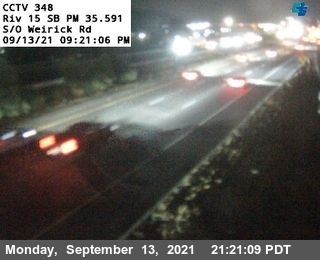 CCTV 348
Riv 15 SB PM 35.591
S/O Weirick Rd
09/13/21 09:21:06 PM
Monday, September 13, 2021 21:21:09 PDT